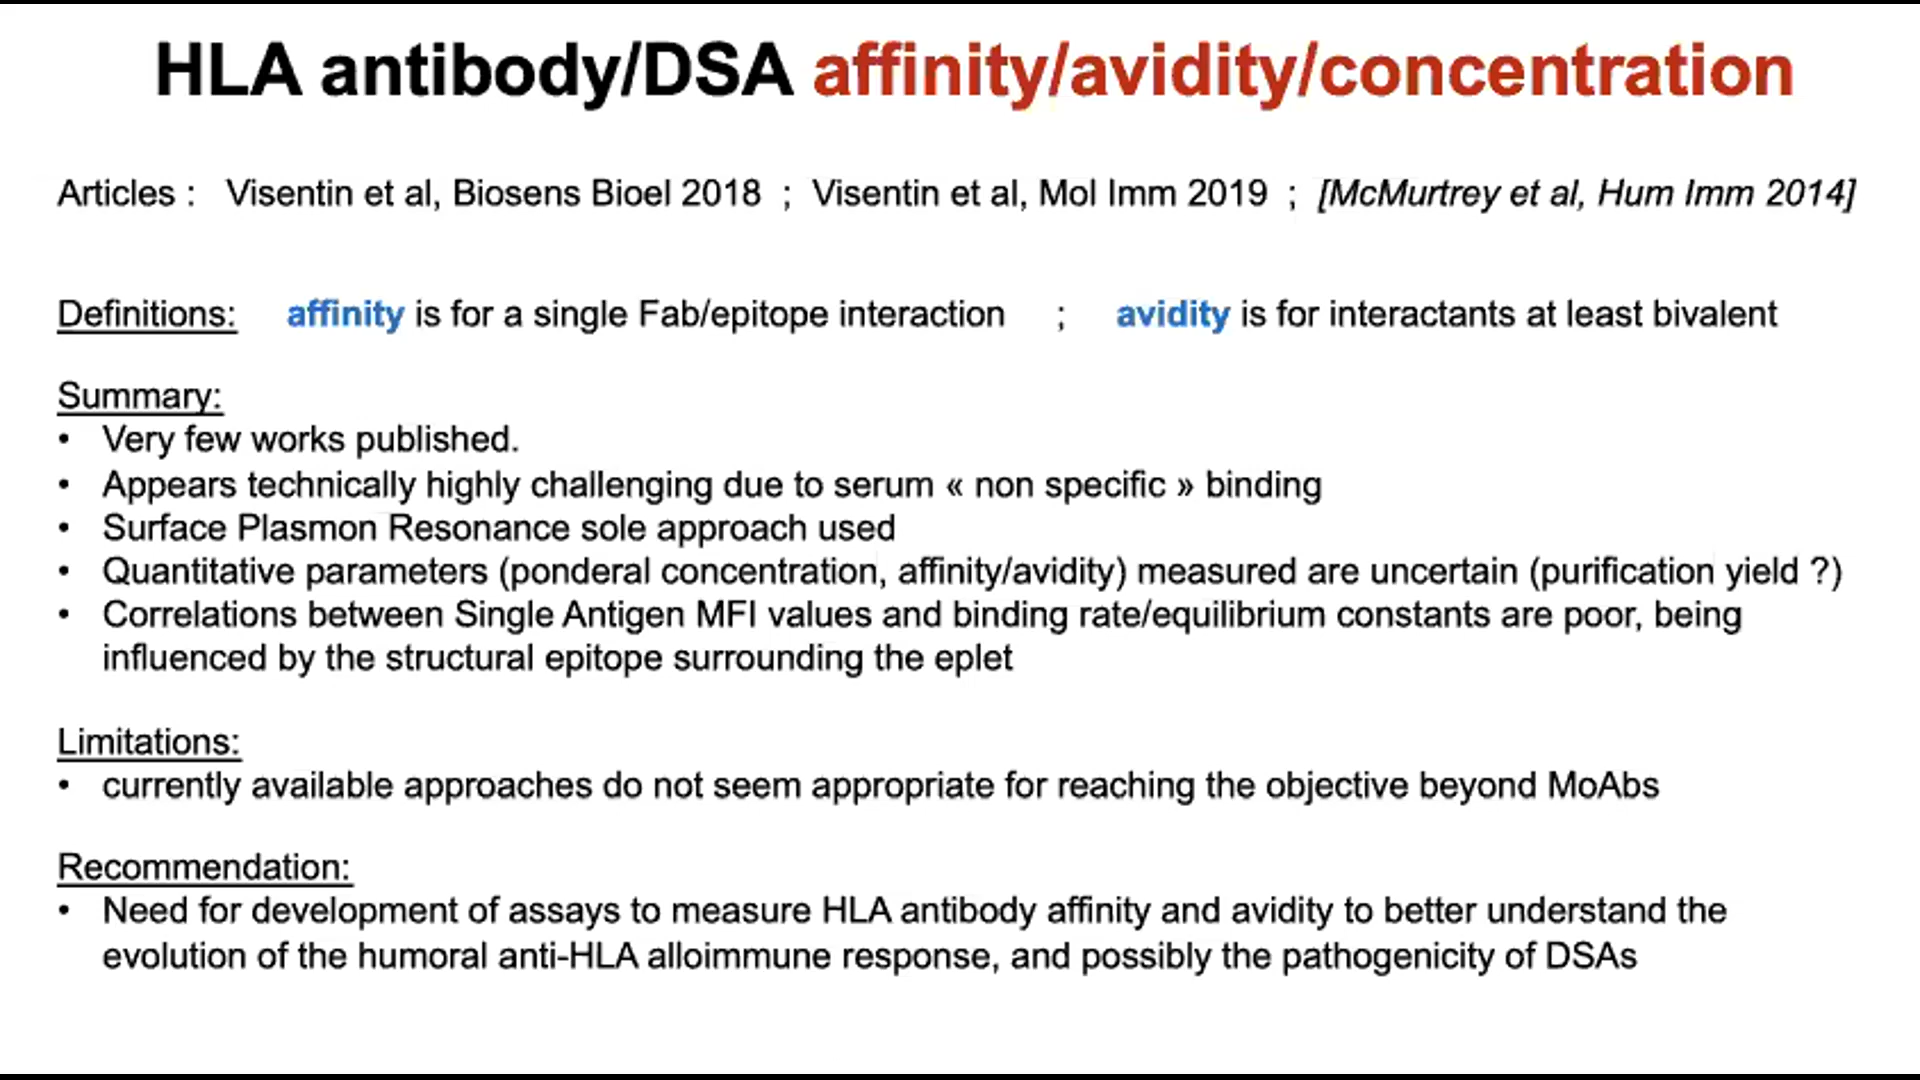 HLA antibody/DSA affinity/avidity/concentration
Articles : Visentin et al, Biosens Bioel 2018 ; Visentin et al, Mol Imm 2019 ; [McMurtrey et al, Hum Imm 2014]
Definitions: affinity is for a single Fab/epitope interaction ; avidity is for interactants at least bivalent
Summary:
• Very few works published.
• Appears technically highly challenging due to serum « non specific » binding
• Surface Plasmon Resonance sole approach used
• Quantitative parameters (ponderal concentration, affinity/avidity) measured are uncertain (purification yield ?)
• Correlations between Single Antigen MFI values and binding rate/equilibrium constants are poor, being
influenced by the structural epitope surrounding the eplet
Limitations:
• currently available approaches do not seem appropriate for reaching the objective beyond MoAbs
Recommendation:
• Need for development of assays to measure HLA antibody affinity and avidity to better understand the
evolution of the humoral anti-HLA alloimmune response, and possibly the pathogenicity of DSAs